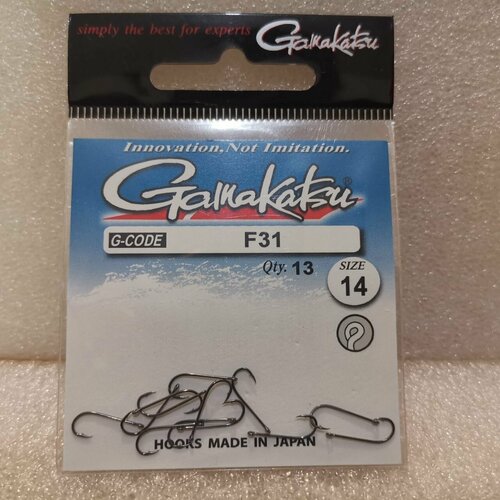 simply the best for experts Gamakatsu
Innovation, Not Imitation.
Gamakatsu®
G-CODE F31
Qty. 13
SIZE
14
HOOKS MADE IN JAPAN